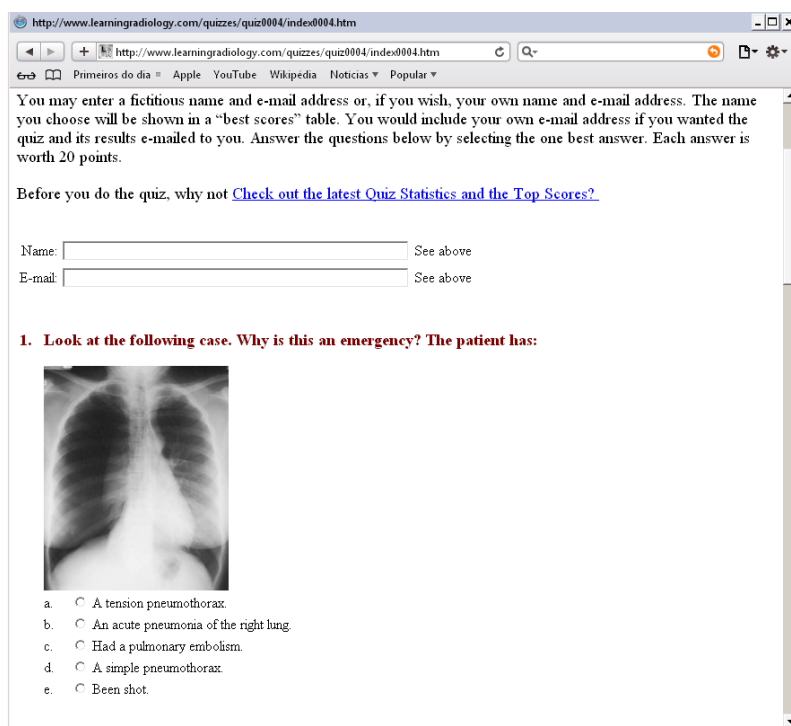 http://www.learningradiology.com/quizzes/quiz0004/index0004.htm
http://www.learningradiology.com/quizzes/quiz0004/index0004.htm
Primeiros do dia Apple YouTube Wikipédia Noticias Popular
You may enter a fictitious name and e-mail address or, if you wish, your own name and e-mail address. The name
you choose will be shown in a “best scores” table. You would include your own e-mail address if you wanted the
quiz and its results e-mailed to you. Answer the questions below by selecting the one best answer. Each answer is
worth 20 points.
Before you do the quiz, why not Check out the latest Quiz Statistics and the Top Scores?
Name: See above
E-mail: See above
1. Look at the following case. Why is this an emergency? The patient has:
a. A tension pneumothorax.
b. An acute pneumonia of the right lung.
c. Had a pulmonary embolism.
d. A simple pneumothorax.
e. Been shot.